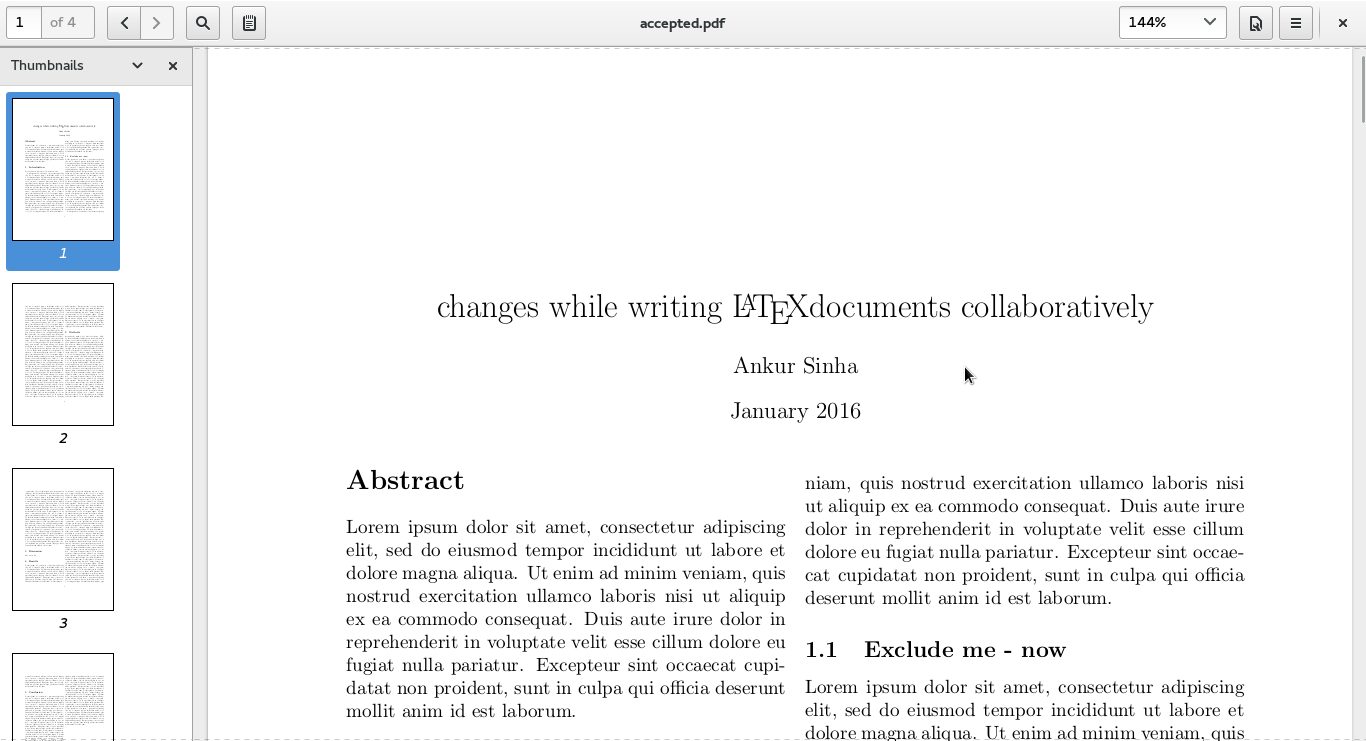 1 of 4
accepted.pdf
144%
Thumbnails
1
2
3
changes while writing LATEXdocuments collaboratively
Ankur Sinha
January 2016
Abstract
Lorem ipsum dolor sit amet, consectetur adipiscing
elit, sed do eiusmod tempor incididunt ut labore et
dolore magna aliqua. Ut enim ad minim veniam, quis
nostrud exercitation ullamco laboris nisi ut aliquip
ex ea commodo consequat. Duis aute irure dolor in
reprehenderit in voluptate velit esse cillum dolore eu
fugiat nulla pariatur. Excepteur sint occaecat cupi-
datat non proident, sunt in culpa qui officia deserunt
mollit anim id est laborum.
niam, quis nostrud exercitation ullamco laboris nisi
ut aliquip ex ea commodo consequat. Duis aute irure
dolor in reprehenderit in voluptate velit esse cillum
dolore eu fugiat nulla pariatur. Excepteur sint occae-
cat cupidatat non proident, sunt in culpa qui officia
deserunt mollit anim id est laborum.
1.1 Exclude me - now
Lorem ipsum dolor sit amet, consectetur adipiscing
elit, sed do eiusmod tempor incididunt ut labore et
dolore magna aliqua. Ut enim ad minim veniam, quis